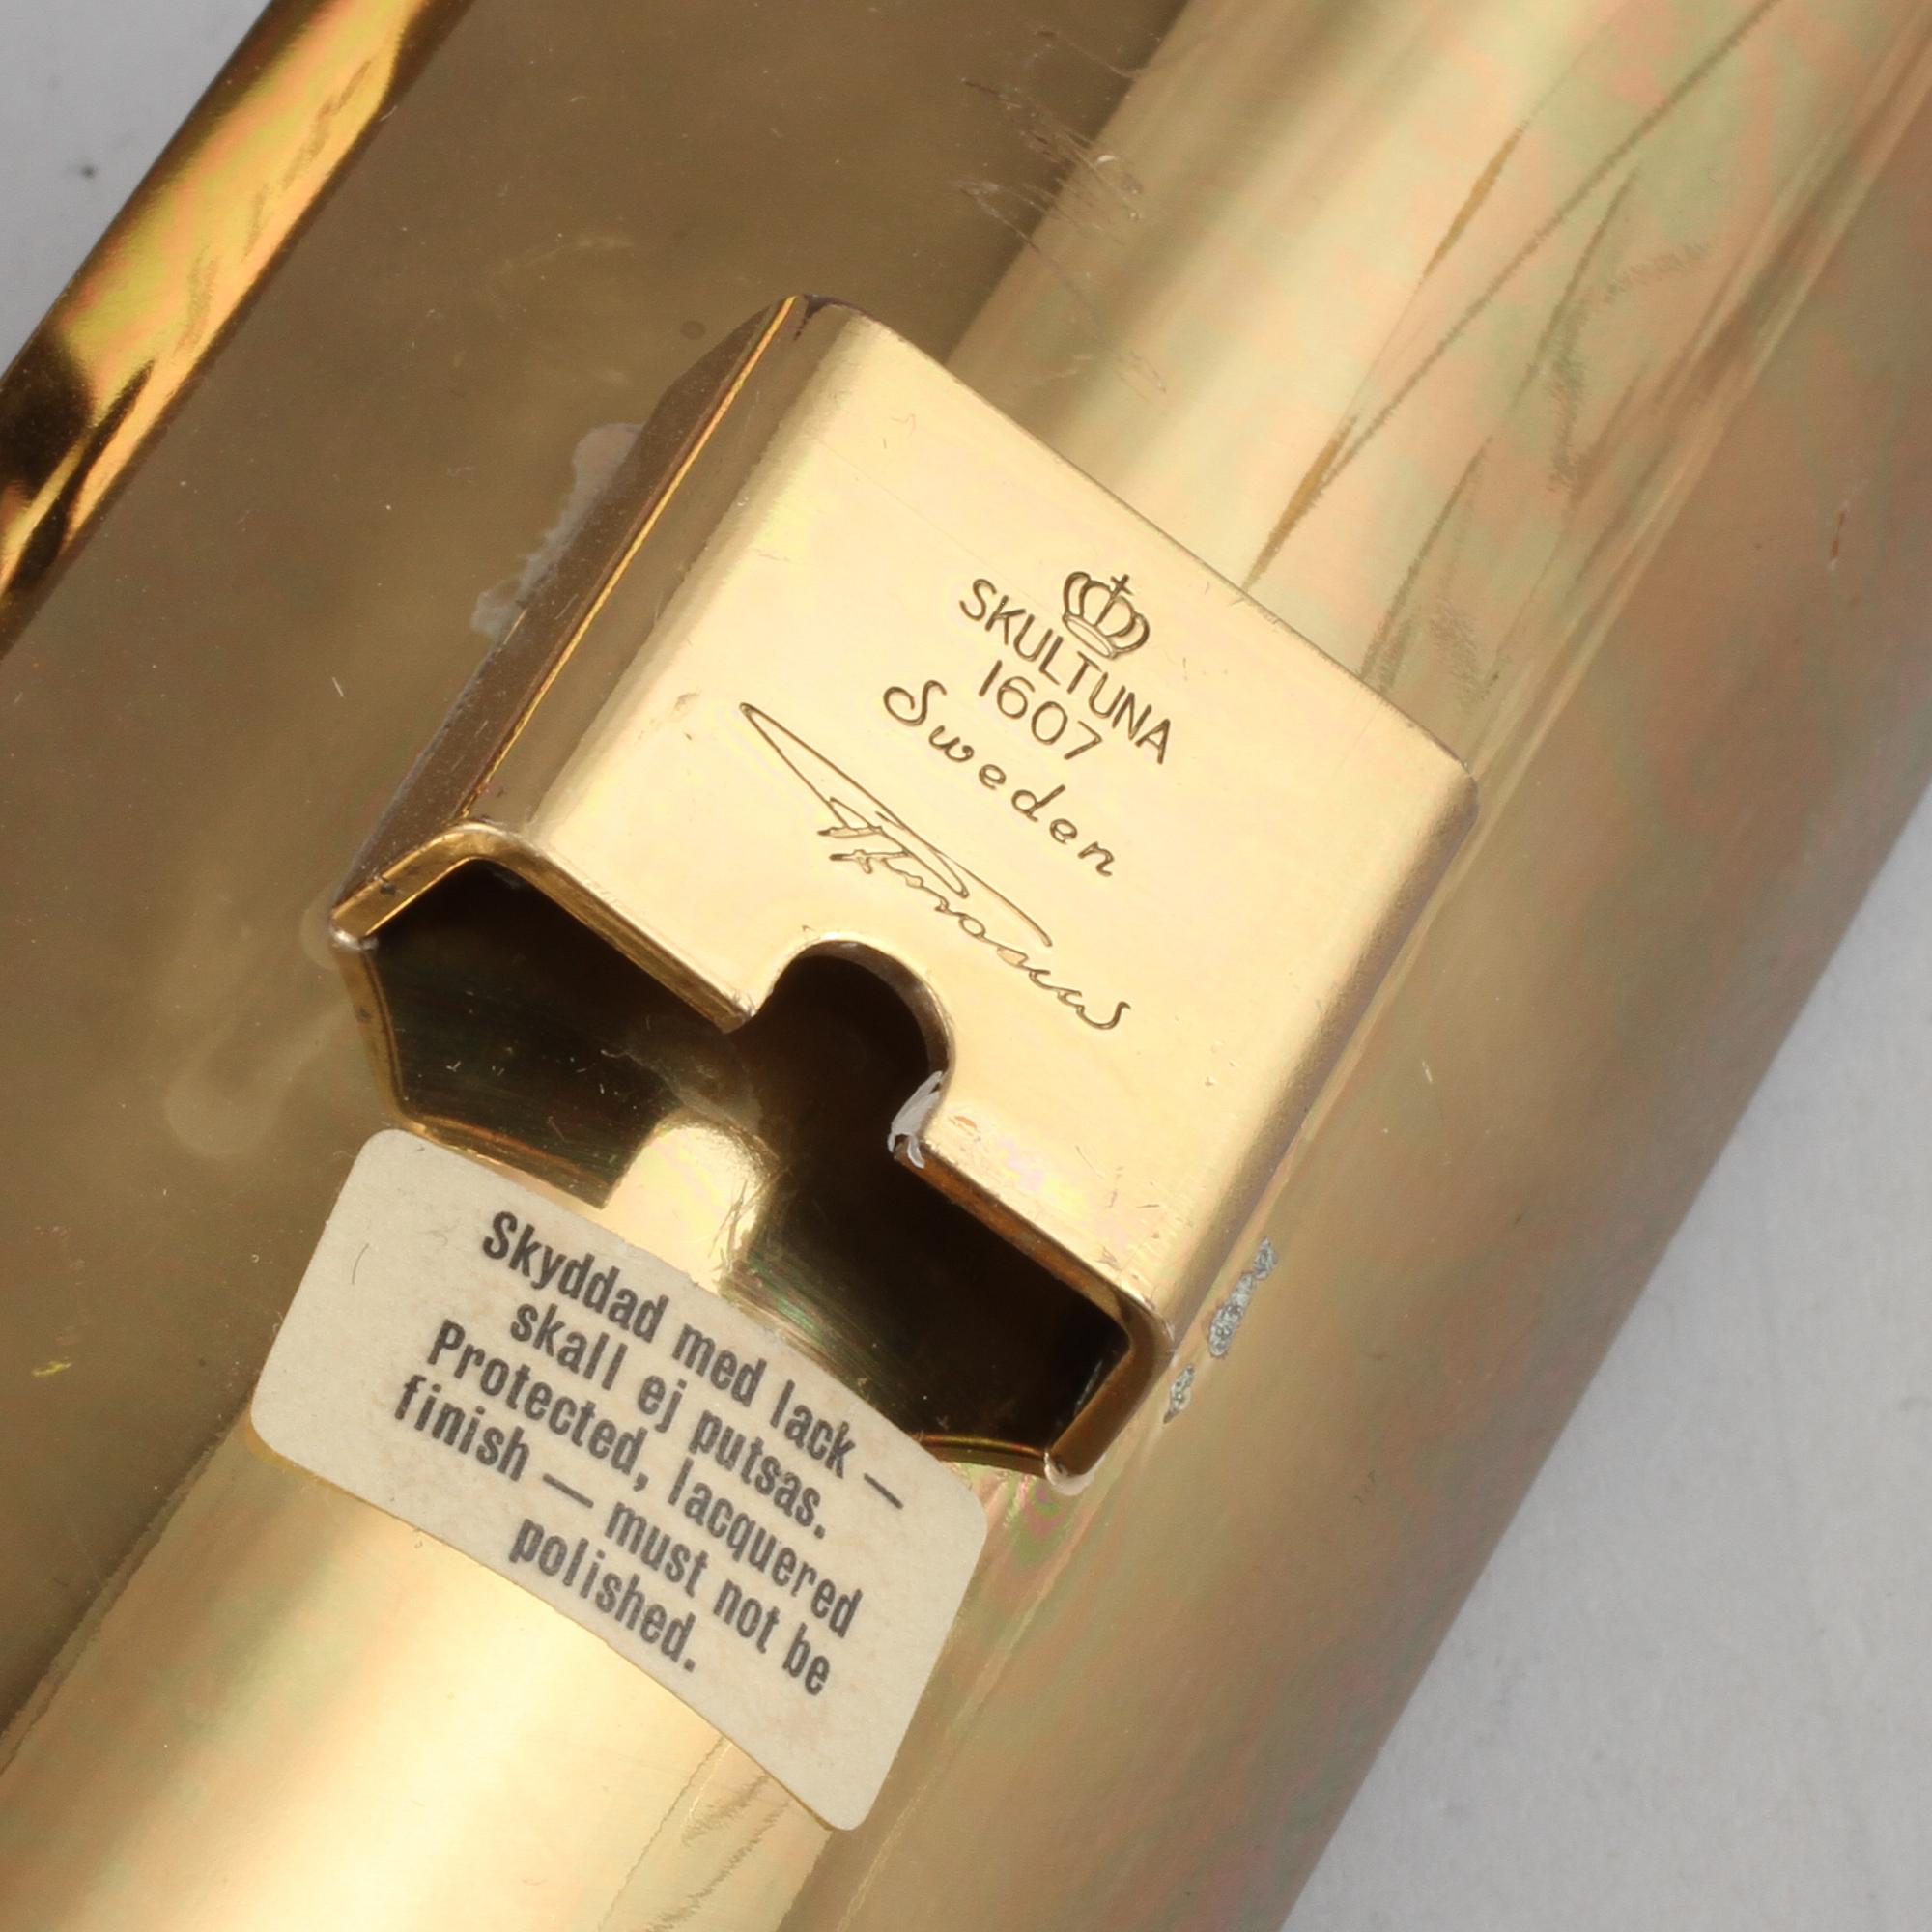 SKULTUNA
1607
Sweden
Skyddad med lack –
skall ej putsas.
Protected, lacquered
finish — must not be
polished.